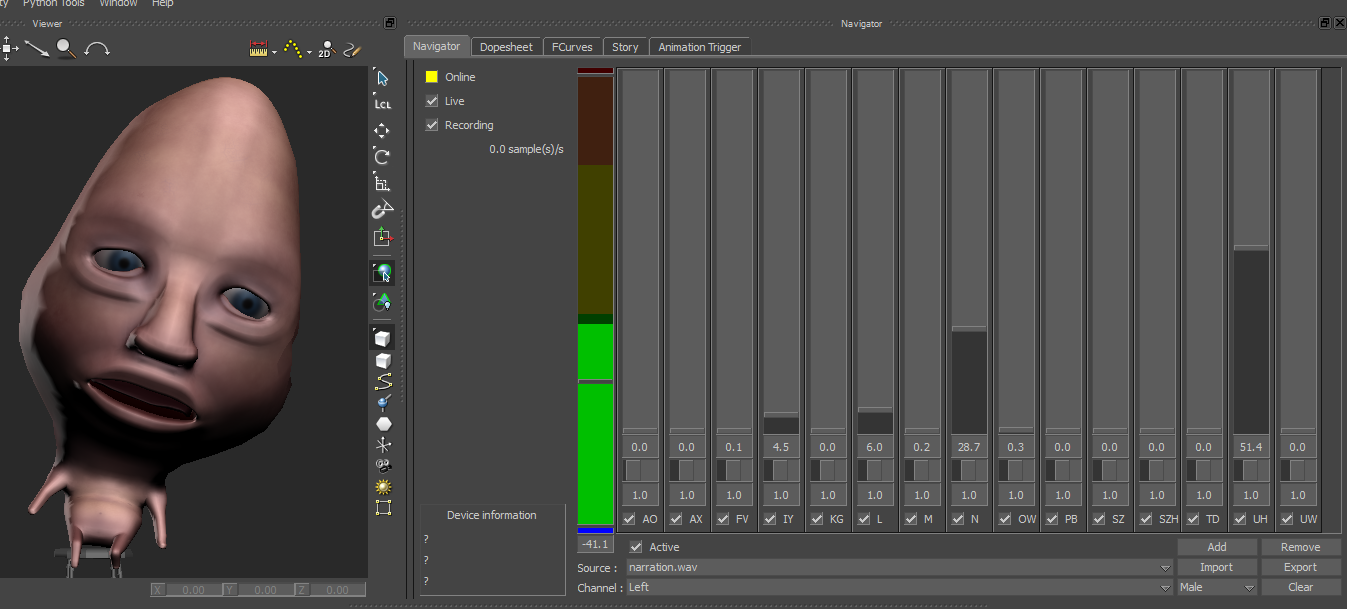 Python Tools Window Help
Viewer
Navigator
2D
Navigator Dopesheet FCurves Story Animation Trigger
LCL
Online
Live
Recording
0.0 sample(s)/s
0.0 0.0 0.1 4.5 0.0 6.0 0.2 28.7 0.3 0.0 0.0 0.0 0.0 51.4 0.0
1.0 1.0 1.0 1.0 1.0 1.0 1.0 1.0 1.0 1.0 1.0 1.0 1.0 1.0 1.0
AO AX FV IY KG L M N OW PB SZ SZH TD UH UW
Device information
?
?
?
-41.1
Active
Add Remove
Source : narration.wav
Import Export
Channel : Left
Male Clear
X 0.00 Y 0.00 Z 0.00